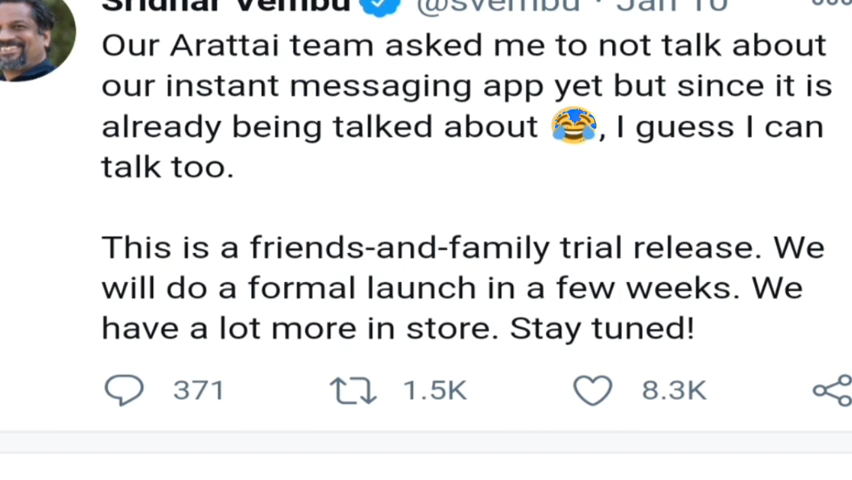 Sridhar Vembu @svembu · Jan 10
Our Arattai team asked me to not talk about
our instant messaging app yet but since it is
already being talked about 😂, I guess I can
talk too.
This is a friends-and-family trial release. We
will do a formal launch in a few weeks. We
have a lot more in store. Stay tuned!
371 1.5K 8.3K